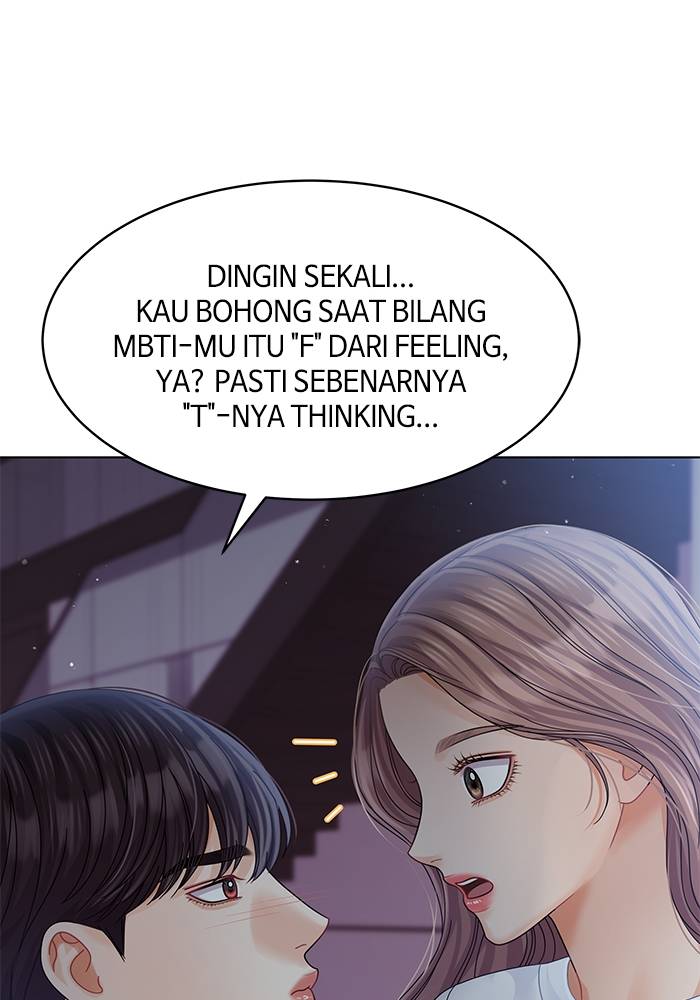 DINGIN SEKALI...
KAU BOHONG SAAT BILANG
MBTI-MU ITU "F" DARI FEELING,
YA? PASTI SEBENARNYA
"T"-NYA THINKING...